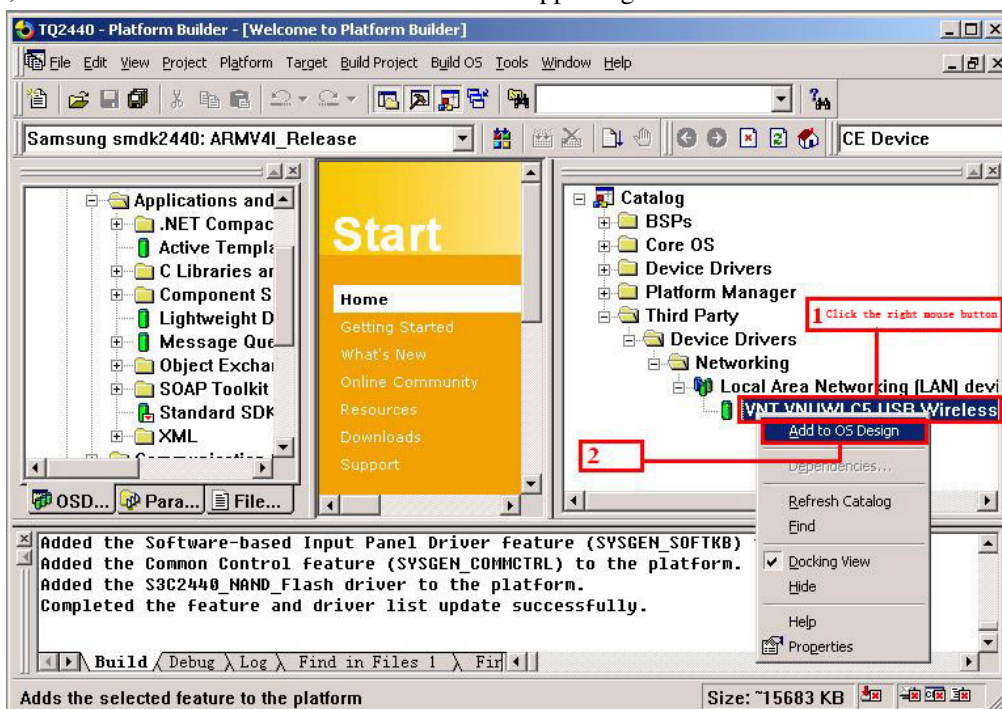 TQ2440 - Platform Builder - [Welcome to Platform Builder]
File Edit View Project Platform Target Build Project Build OS Tools Window Help
Samsung smdk2440: ARMV4I_Release
CE Device
Applications and
.NET Compac
Active Templa
C Libraries ar
Component S
Lightweight D
Message Que
Object Exchar
SOAP Toolkit
Standard SDK
XML
OSD... Para... File...
Start
Home
Getting Started
What's New
Online Community
Resources
Downloads
Support
Catalog
BSPs
Core OS
Device Drivers
Platform Manager
Third Party
Device Drivers
Networking
Local Area Networking (LAN) devi
VNT VNUWLC5 USB Wireless
1 Click the right mouse button
2
Add to OS Design
Dependencies...
Refresh Catalog
Find
Docking View
Hide
Help
Properties
Added the Software-based Input Panel Driver feature (SYSGEN_SOFTKB)
Added the Common Control feature (SYSGEN_COMMCTRL) to the platform.
Added the S3C2440_NAND_Flash driver to the platform.
Completed the feature and driver list update successfully.
Build Debug Log Find in Files 1
Adds the selected feature to the platform
Size: ~15683 KB